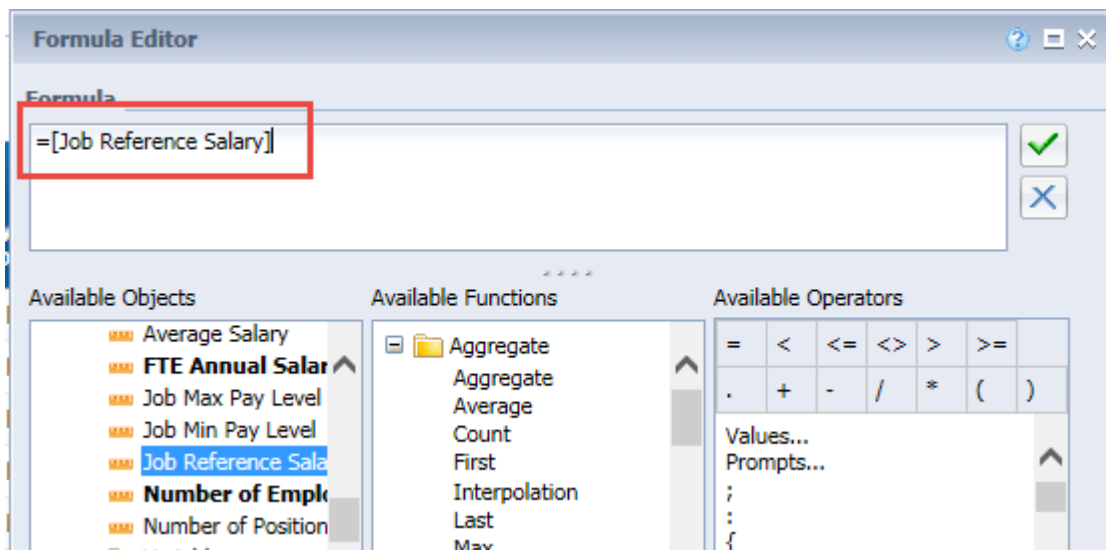 Formula Editor
Formula
=[Job Reference Salary]
Available Objects
Average Salary
FTE Annual Salar
Job Max Pay Level
Job Min Pay Level
Job Reference Sala
Number of Emplo
Number of Position
Available Functions
Aggregate
Aggregate
Average
Count
First
Interpolation
Last
Max
Available Operators
= < <= <> > >=
. + - / * ( )
Values...
Prompts...
;
:
{